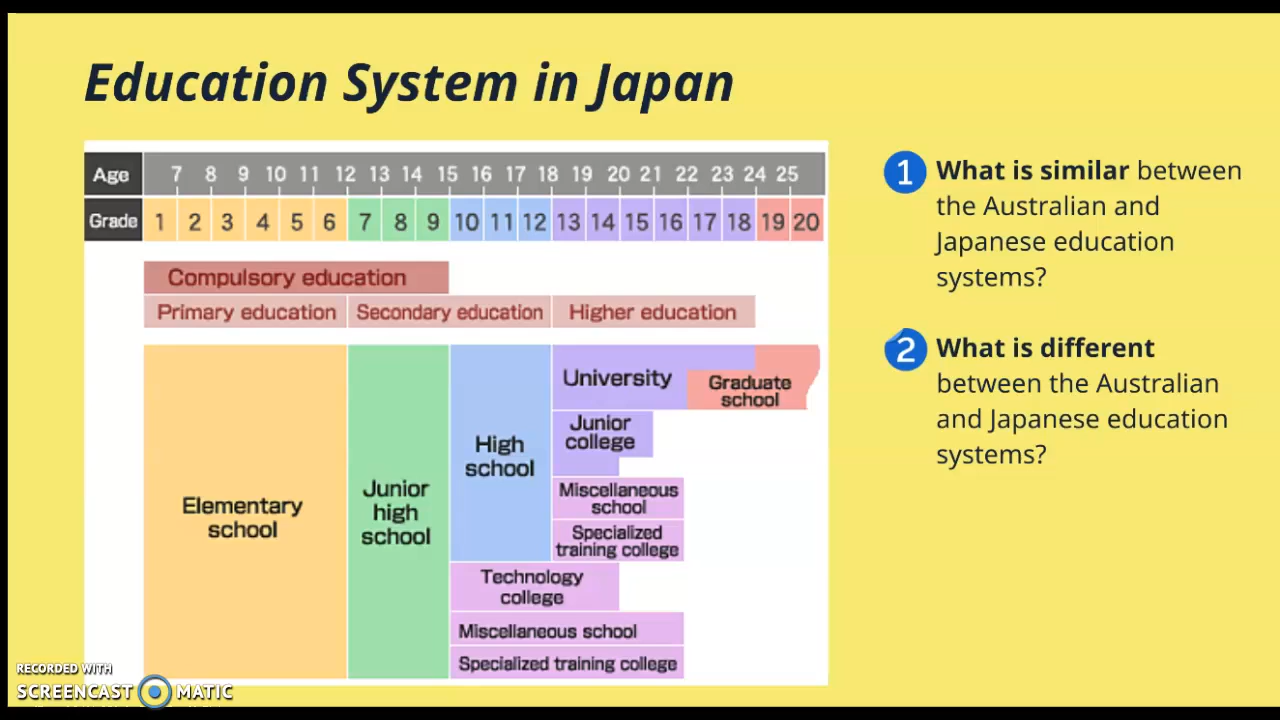 Education System in Japan
Age 7 8 9 10 11 12 13 14 15 16 17 18 19 20 21 22 23 24 25
Grade 1 2 3 4 5 6 7 8 9 10 11 12 13 14 15 16 17 18 19 20
Compulsory education
Primary education Secondary education Higher education
Elementary
school
Junior
high
school
High
school
University
Graduate
school
Junior
college
Miscellaneous
school
Specialized
training college
Technology
college
Miscellaneous school
Specialized training college
1 What is similar between
the Australian and
Japanese education
systems?
2 What is different
between the Australian
and Japanese education
systems?
RECORDED WITH
SCREENCAST MATIC